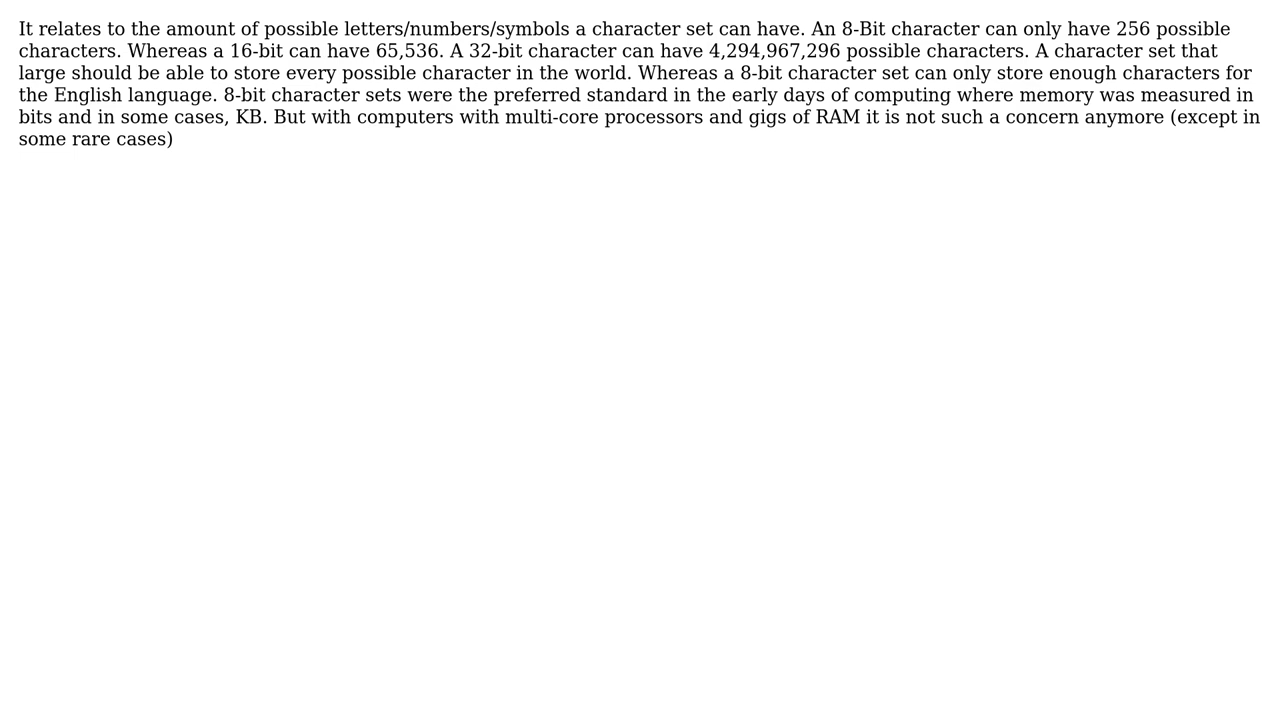 It relates to the amount of possible letters/numbers/symbols a character set can have. An 8-Bit character can only have 256 possible
characters. Whereas a 16-bit can have 65,536. A 32-bit character can have 4,294,967,296 possible characters. A character set that
large should be able to store every possible character in the world. Whereas a 8-bit character set can only store enough characters for
the English language. 8-bit character sets were the preferred standard in the early days of computing where memory was measured in
bits and in some cases, KB. But with computers with multi-core processors and gigs of RAM it is not such a concern anymore (except in
some rare cases)